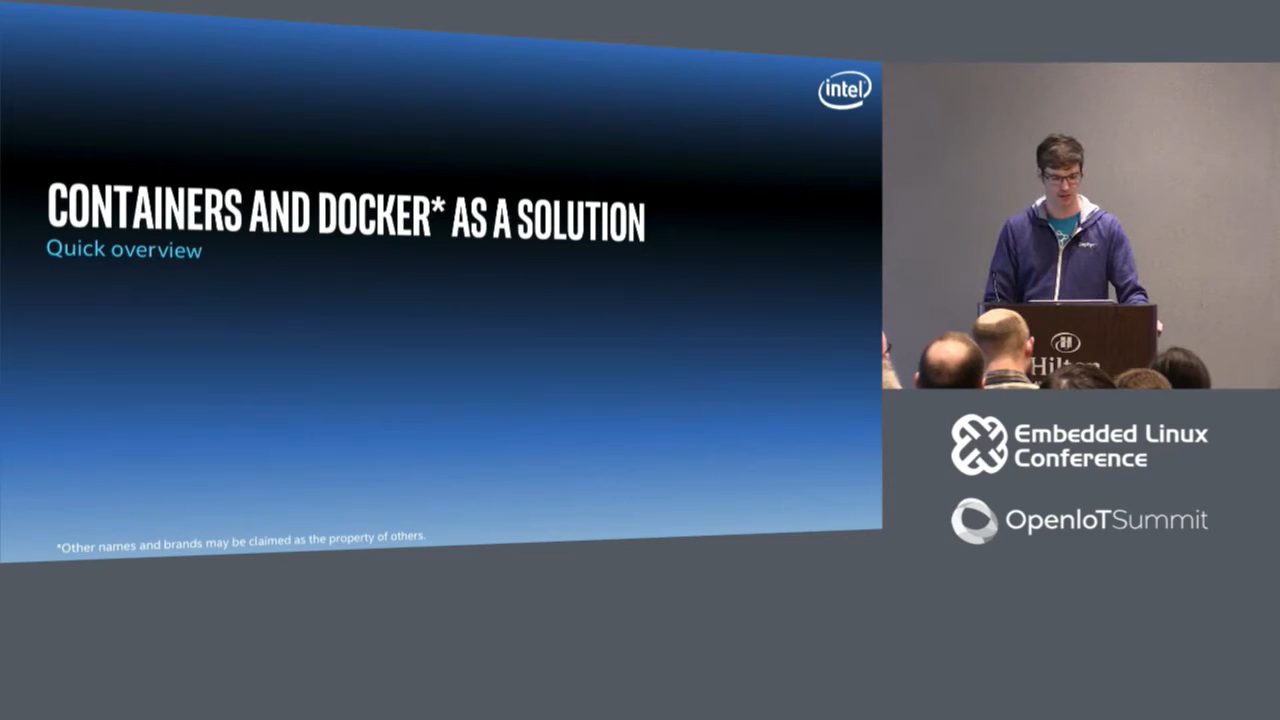 intel
CONTAINERS AND DOCKER* AS A SOLUTION
Quick overview
*Other names and brands may be claimed as the property of others.
Zephyr
H
Hilton
Embedded Linux
Conference
OpenIoTSummit